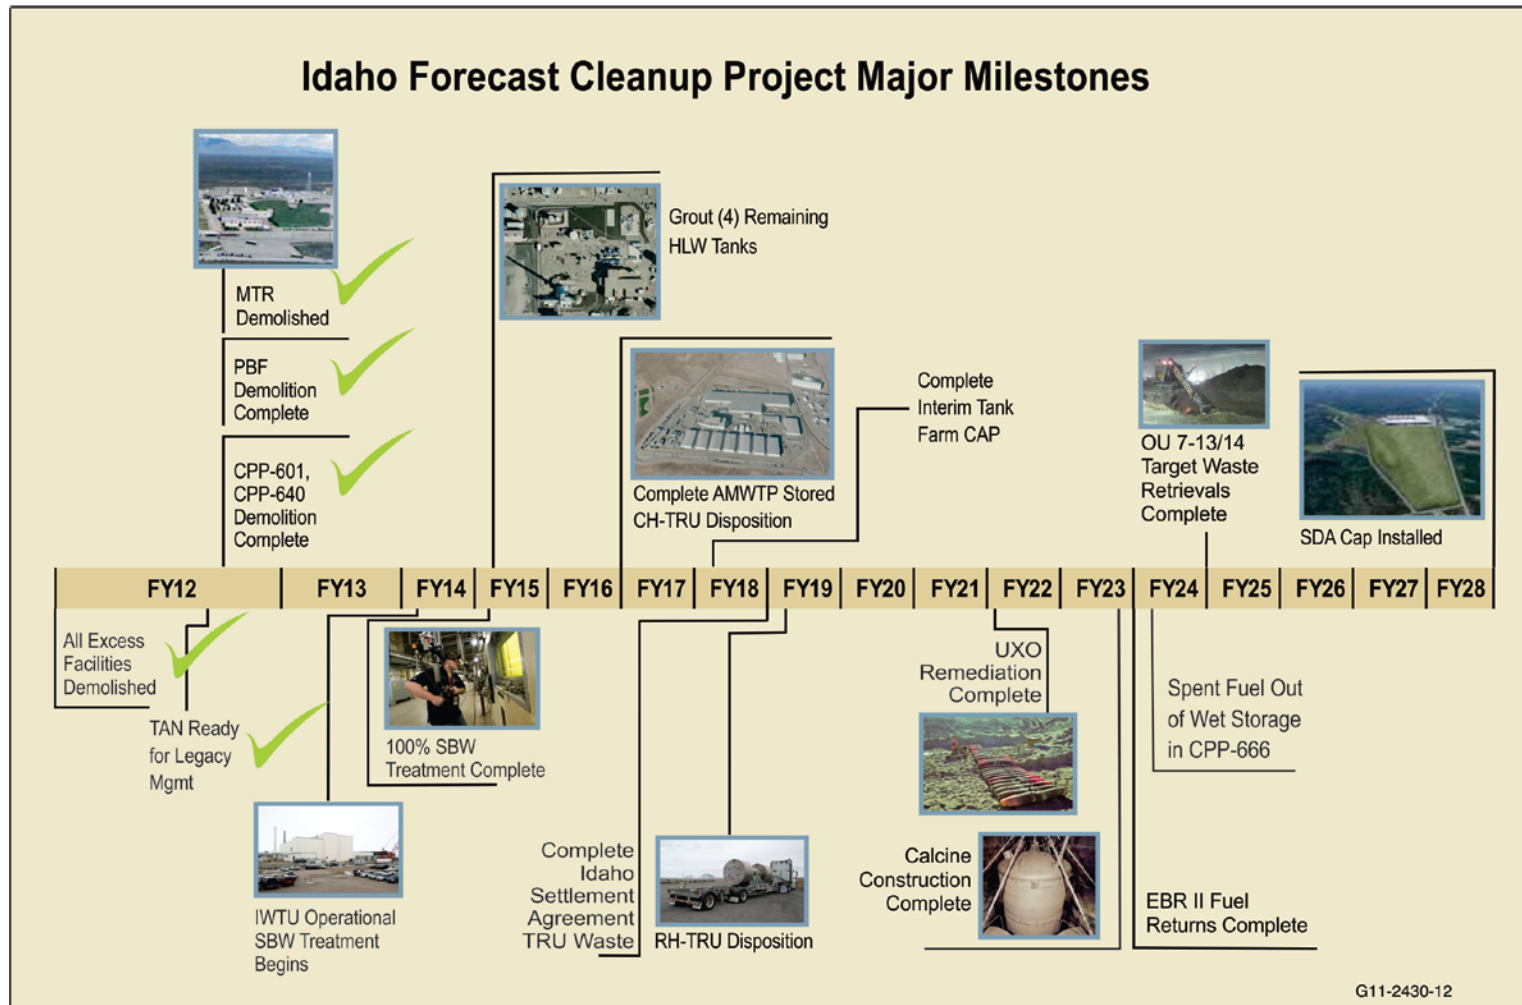 Idaho Forecast Cleanup Project Major Milestones
MTR
Demolished
PBF
Demolition
Complete
CPP-601,
CPP-640
Demolition
Complete
Grout (4) Remaining
HLW Tanks
Complete AMWTP Stored
CH-TRU Disposition
Complete
Interim Tank
Farm CAP
OU 7-13/14
Target Waste
Retrievals
Complete
SDA Cap Installed
FY12 FY13 FY14 FY15 FY16 FY17 FY18 FY19 FY20 FY21 FY22 FY23 FY24 FY25 FY26 FY27 FY28
All Excess
Facilities
Demolished
TAN Ready
for Legacy
Mgmt
IWTU Operational
SBW Treatment
Begins
100% SBW
Treatment Complete
Complete
Idaho
Settlement
Agreement
TRU Waste
RH-TRU Disposition
UXO
Remediation
Complete
Calcine
Construction
Complete
Spent Fuel Out
of Wet Storage
in CPP-666
EBR II Fuel
Returns Complete
G11-2430-12